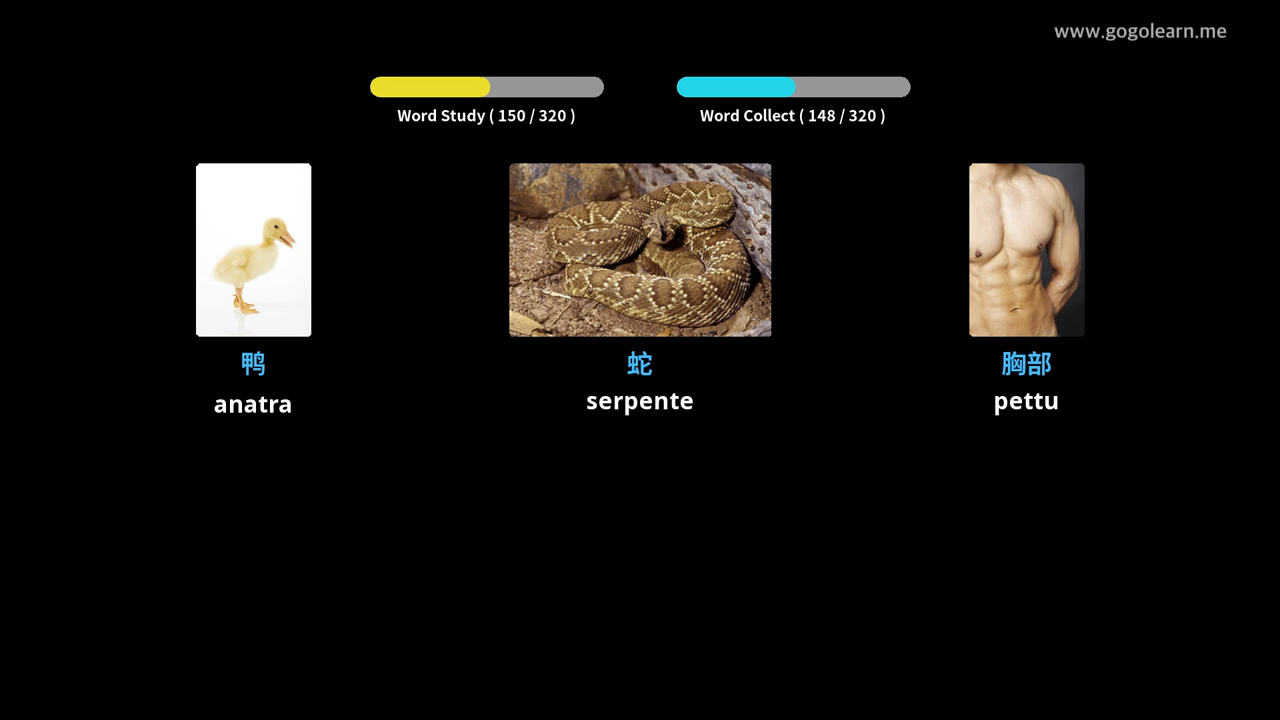 www.gogolearn.me
Word Study ( 150 / 320 )
Word Collect ( 148 / 320 )
鸭
蛇
胸部
anatra
serpente
pettu